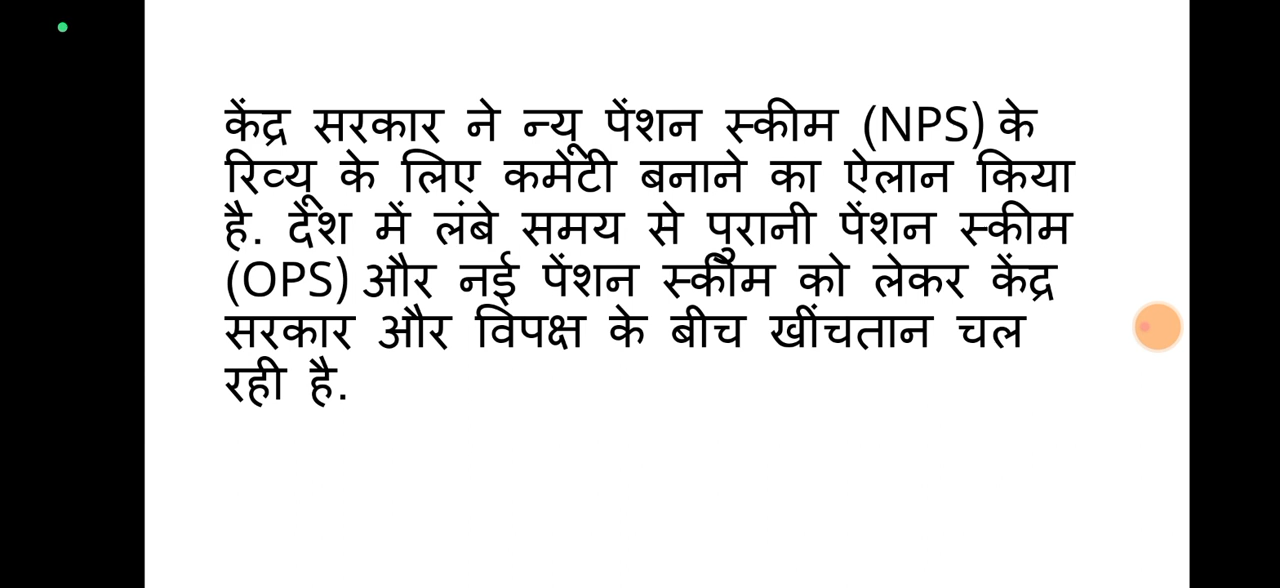 केंद्र सरकार ने न्यू पेंशन स्कीम (NPS) के
रिव्यू के लिए कमेटी बनाने का ऐलान किया
है. देश में लंबे समय से पुरानी पेंशन स्कीम
(OPS) और नई पेंशन स्कीम को लेकर केंद्र
सरकार और विपक्ष के बीच खींचतान चल
रही है.